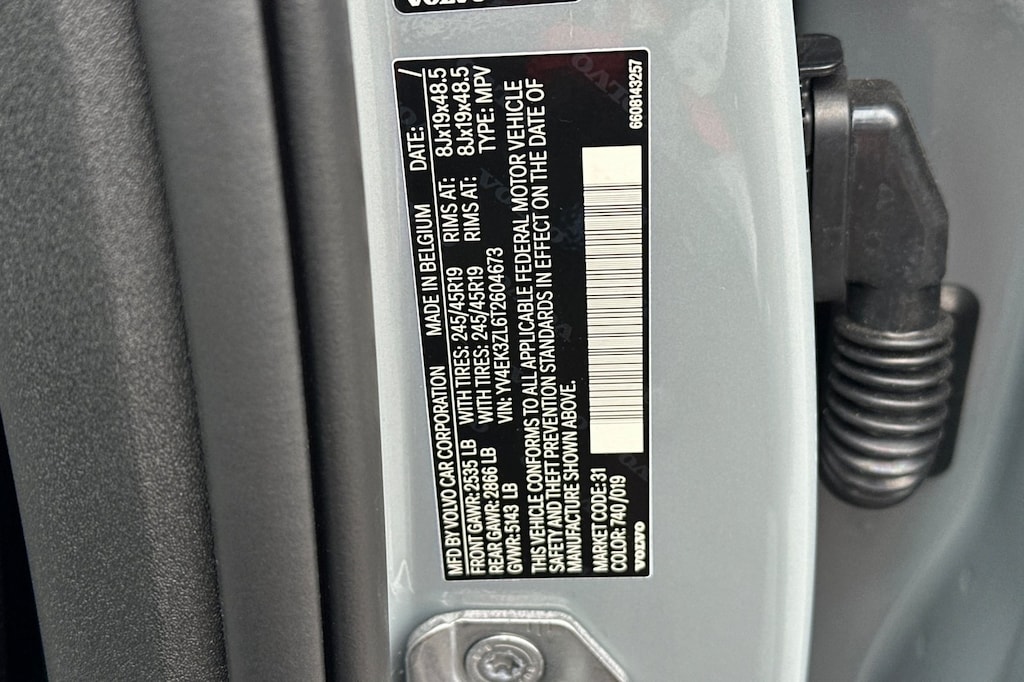 VOLVO
MFD BY VOLVO CAR CORPORATION MADE IN BELGIUM DATE: /
FRONT GAWR: 2535 LB WITH TIRES: 245/45R19 RIMS AT: 8Jx19x48.5
REAR GAWR: 2866 LB WITH TIRES: 245/45R19 RIMS AT: 8Jx19x48.5
GVWR: 5143 LB VIN: YV4EK3ZL6T2604673 TYPE: MPV
THIS VEHICLE CONFORMS TO ALL APPLICABLE FEDERAL MOTOR VEHICLE
SAFETY AND THEFT PREVENTION STANDARDS IN EFFECT ON THE DATE OF
MANUFACTURE SHOWN ABOVE.
MARKET CODE: 31
COLOR: 740/019
VOLVO
6608143257